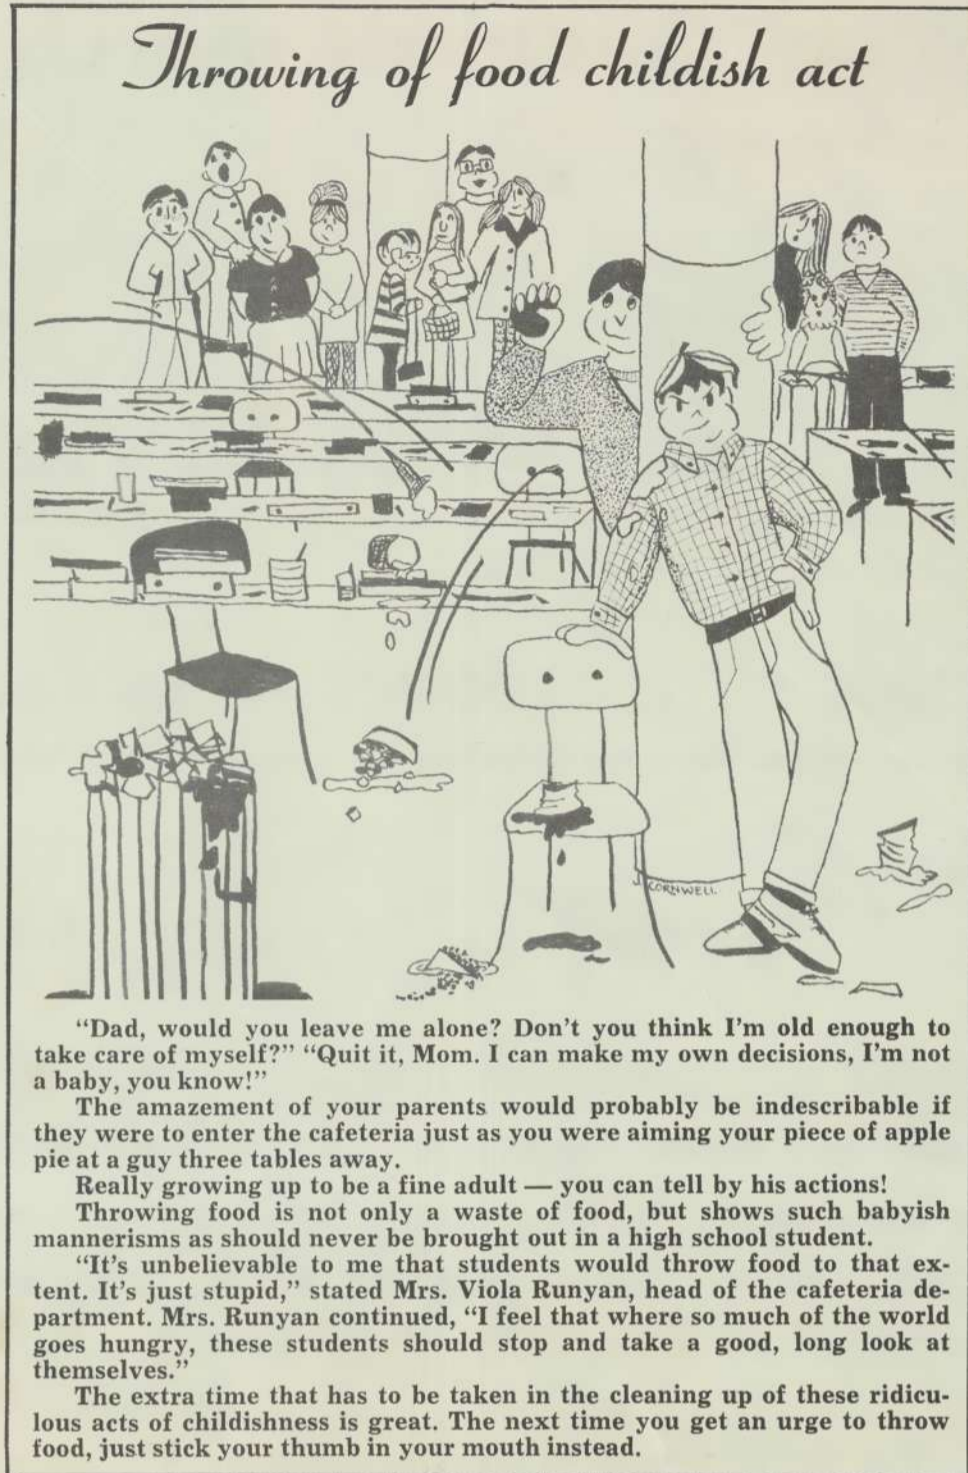 Throwing of food childish act
J. CORNWELL
"Dad, would you leave me alone? Don't you think I'm old enough to
take care of myself?" "Quit it, Mom. I can make my own decisions, I'm not
a baby, you know!"
The amazement of your parents would probably be indescribable if
they were to enter the cafeteria just as you were aiming your piece of apple
pie at a guy three tables away.
Really growing up to be a fine adult — you can tell by his actions!
Throwing food is not only a waste of food, but shows such babyish
mannerisms as should never be brought out in a high school student.
"It's unbelievable to me that students would throw food to that ex-
tent. It's just stupid," stated Mrs. Viola Runyan, head of the cafeteria de-
partment. Mrs. Runyan continued, "I feel that where so much of the world
goes hungry, these students should stop and take a good, long look at
themselves."
The extra time that has to be taken in the cleaning up of these ridicu-
lous acts of childishness is great. The next time you get an urge to throw
food, just stick your thumb in your mouth instead.